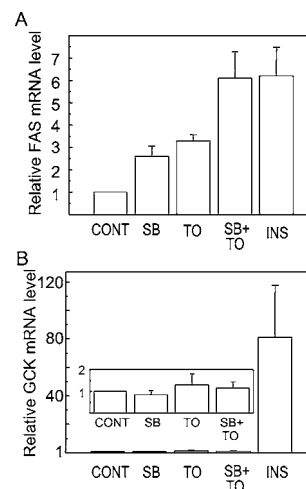 A
Relative FAS mRNA level
7
6
5
4
3
2
1
CONT SB TO SB+ TO INS
B
Relative GCK mRNA level
120
80
40
1
2
1
CONT SB TO SB+ TO
CONT SB TO SB+ TO INS